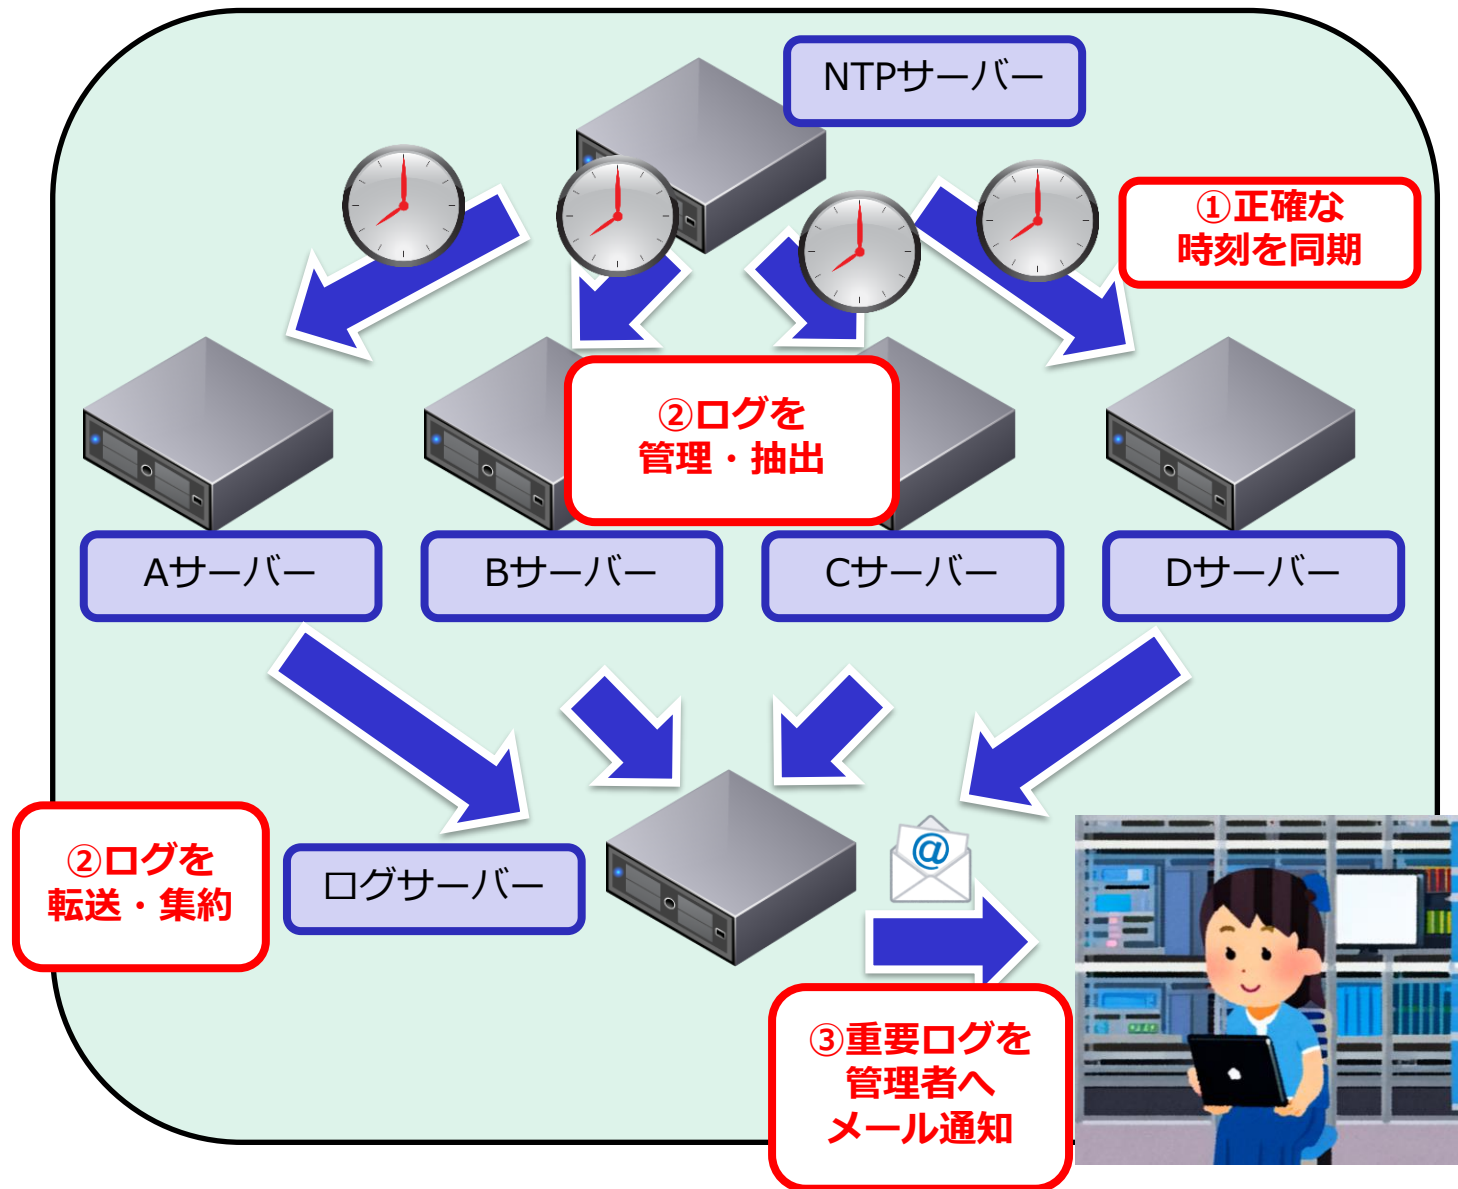 NTPサーバー
①正確な
時刻を同期
②ログを
管理・抽出
Aサーバー
Bサーバー
Cサーバー
Dサーバー
②ログを
転送・集約
ログサーバー
@
③重要ログを
管理者へ
メール通知